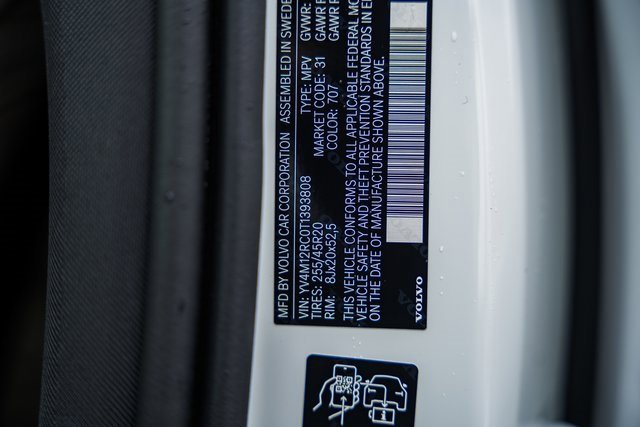 MFD BY VOLVO CAR CORPORATION ASSEMBLED IN SWEDE
VIN: YV4M12RC0T1393808 TYPE: MPV GVWR:
TIRES: 255/45R20 MARKET CODE: 31 GAWR F
RIM: 8Jx20x52,5 COLOR: 707 GAWR R
THIS VEHICLE CONFORMS TO ALL APPLICABLE FEDERAL MO
VEHICLE SAFETY AND THEFT PREVENTION STANDARDS IN E
ON THE DATE OF MANUFACTURE SHOWN ABOVE.
VOLVO